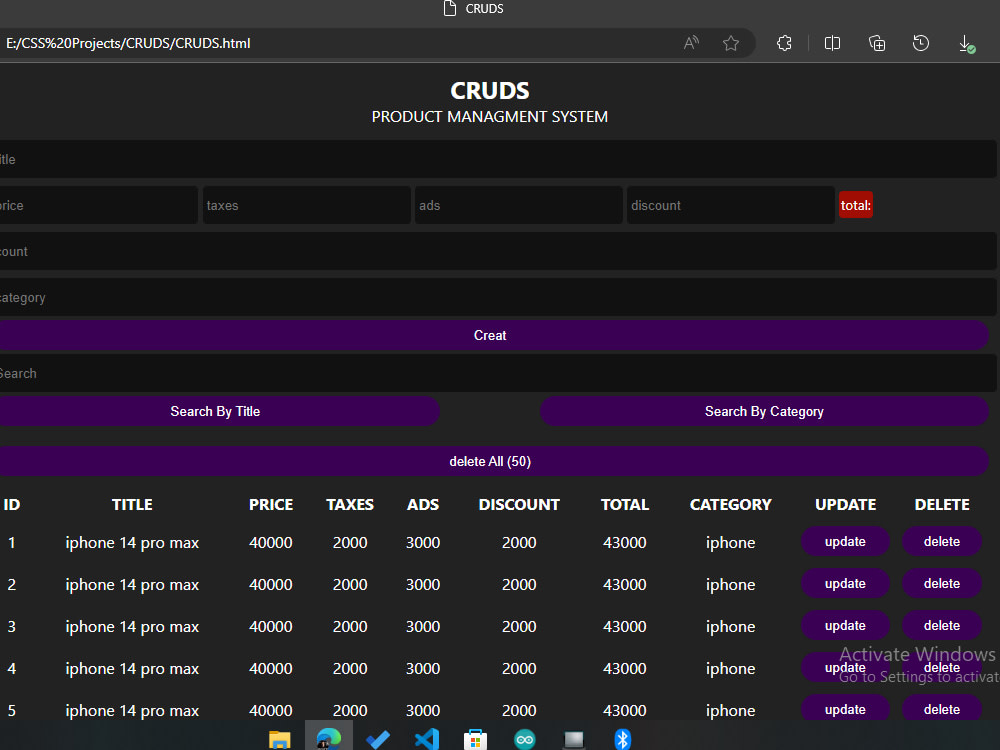 CRUDS
E:/CSS%20Projects/CRUDS/CRUDS.html
CRUDS
PRODUCT MANAGMENT SYSTEM
itle
price taxes ads discount total:
count
category
Creat
Search
Search By Title Search By Category
delete All (50)
ID TITLE PRICE TAXES ADS DISCOUNT TOTAL CATEGORY UPDATE DELETE
1 iphone 14 pro max 40000 2000 3000 2000 43000 iphone update delete
2 iphone 14 pro max 40000 2000 3000 2000 43000 iphone update delete
3 iphone 14 pro max 40000 2000 3000 2000 43000 iphone update delete
4 iphone 14 pro max 40000 2000 3000 2000 43000 iphone update delete
5 iphone 14 pro max 40000 2000 3000 2000 43000 iphone update delete
Activate Windows
Go to Settings to activat